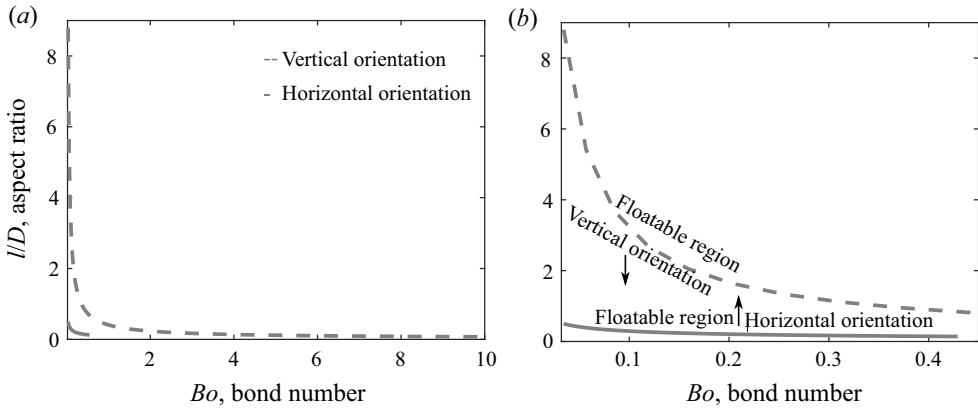 (a)
8
6
4
2
0
2
4
6
8
10
l/D, aspect ratio
Bo, bond number
Vertical orientation
Horizontal orientation
(b)
8
6
4
2
0
0.1
0.2
0.3
0.4
Bo, bond number
Floatable region
Vertical orientation
Floatable region
Horizontal orientation